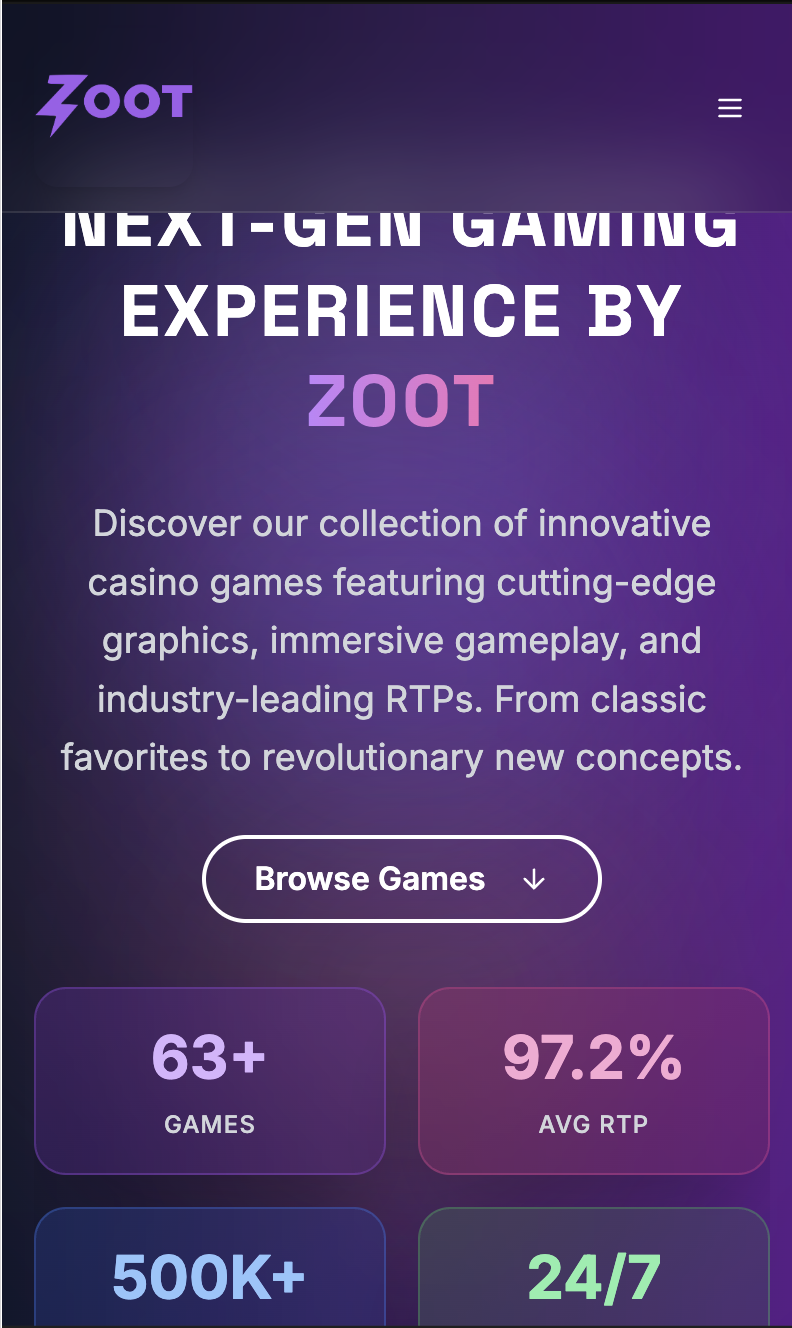 ZOOT
NEXT-GEN GAMING
EXPERIENCE BY
ZOOT
Discover our collection of innovative
casino games featuring cutting-edge
graphics, immersive gameplay, and
industry-leading RTPs. From classic
favorites to revolutionary new concepts.
Browse Games
63+
GAMES
97.2%
AVG RTP
500K+
24/7